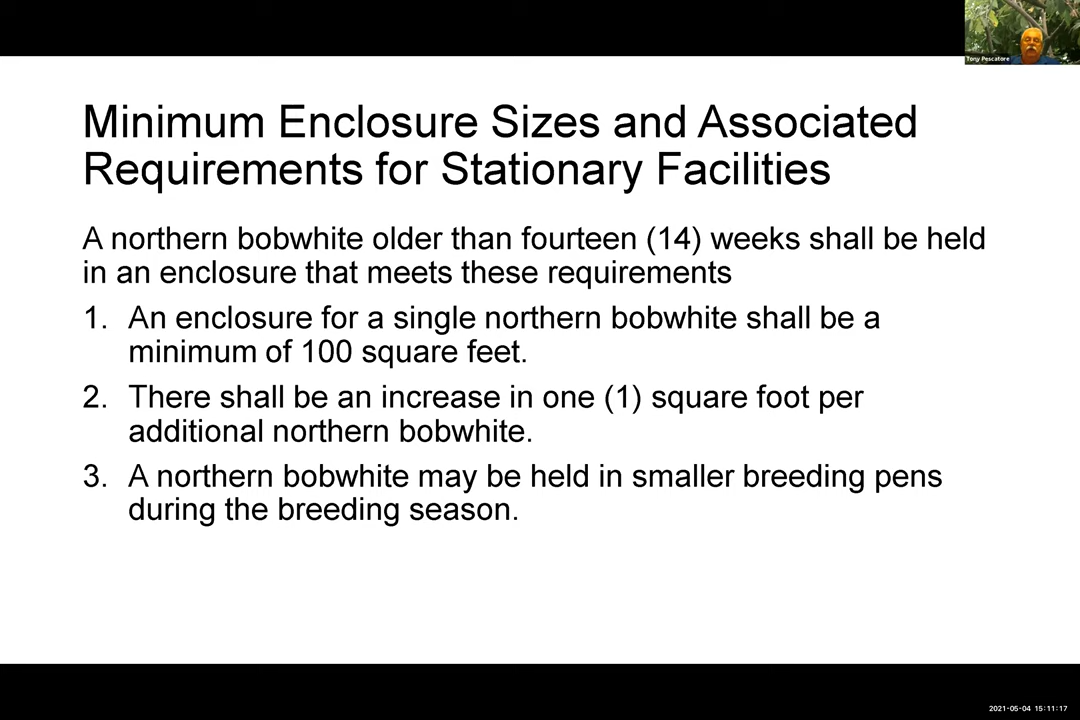 Tony Pescatore
Minimum Enclosure Sizes and Associated
Requirements for Stationary Facilities
A northern bobwhite older than fourteen (14) weeks shall be held
in an enclosure that meets these requirements
1. An enclosure for a single northern bobwhite shall be a
minimum of 100 square feet.
2. There shall be an increase in one (1) square foot per
additional northern bobwhite.
3. A northern bobwhite may be held in smaller breeding pens
during the breeding season.
2021-05-04 15:11:17